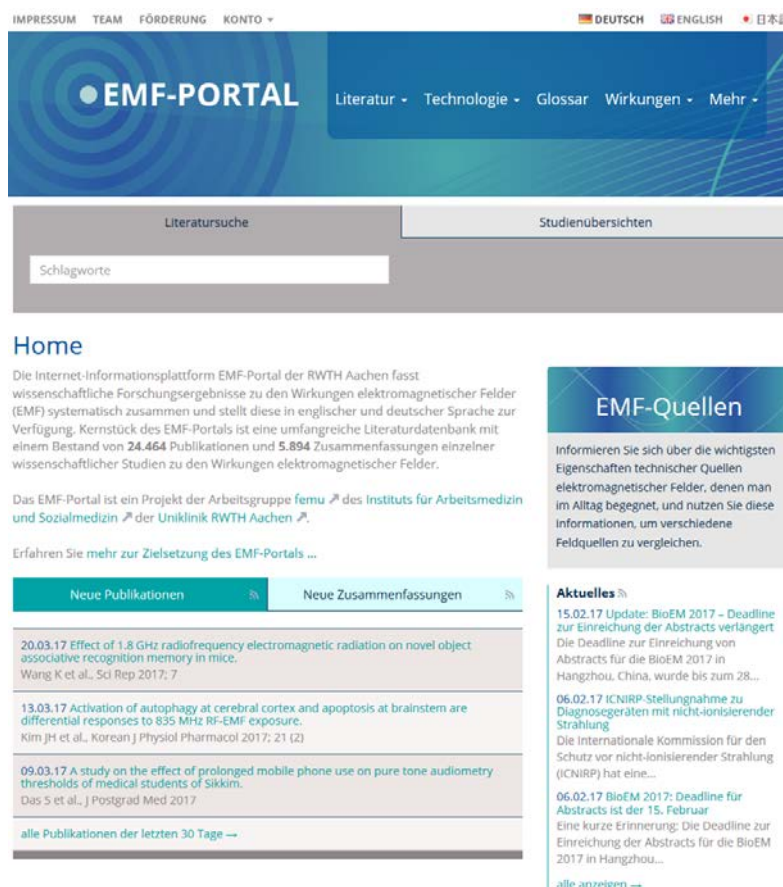 IMPRESSUM TEAM FÖRDERUNG KONTO
DEUTSCH ENGLISH 日本語
EMF-PORTAL
Literatur Technologie Glossar Wirkungen Mehr
Literatursuche
Studienübersichten
Schlagworte
Home
Die Internet-Informationsplattform EMF-Portal der RWTH Aachen fasst
wissenschaftliche Forschungsergebnisse zu den Wirkungen elektromagnetischer Felder
(EMF) systematisch zusammen und stellt diese in englischer und deutscher Sprache zur
Verfügung. Kernstück des EMF-Portals ist eine umfangreiche Literaturdatenbank mit
einem Bestand von 24.464 Publikationen und 5.894 Zusammenfassungen einzelner
wissenschaftlicher Studien zu den Wirkungen elektromagnetischer Felder.
Das EMF-Portal ist ein Projekt der Arbeitsgruppe femu des Instituts für Arbeitsmedizin
und Sozialmedizin der Uniklinik RWTH Aachen.
Erfahren Sie mehr zur Zielsetzung des EMF-Portals ...
Neue Publikationen
Neue Zusammenfassungen
20.03.17 Effect of 1.8 GHz radiofrequency electromagnetic radiation on novel object
associative recognition memory in mice.
Wang K et al., Sci Rep 2017; 7
13.03.17 Activation of autophagy at cerebral cortex and apoptosis at brainstem are
differential responses to 835 MHz RF-EMF exposure.
Kim JH et al., Korean J Physiol Pharmacol 2017; 21 (2)
09.03.17 A study on the effect of prolonged mobile phone use on pure tone audiometry
thresholds of medical students of Sikkim.
Das S et al., J Postgrad Med 2017
alle Publikationen der letzten 30 Tage →
EMF-Quellen
Informieren Sie sich über die wichtigsten
Eigenschaften technischer Quellen
elektromagnetischer Felder, denen man
im Alltag begegnet, und nutzen Sie diese
Informationen, um verschiedene
Feldquellen zu vergleichen.
Aktuelles
15.02.17 Update: BioEM 2017 – Deadline
zur Einreichung der Abstracts verlängert
Die Deadline zur Einreichung von
Abstracts für die BioEM 2017 in
Hangzhou, China, wurde bis zum 28...
06.02.17 ICNIRP-Stellungnahme zu
Diagnosegeräten mit nicht-ionisierender
Strahlung
Die Internationale Kommission für den
Schutz vor nicht-ionisierender Strahlung
(ICNIRP) hat eine...
06.02.17 BioEM 2017: Deadline für
Abstracts ist der 15. Februar
Eine kurze Erinnerung: Die Deadline zur
Einreichung der Abstracts für die BioEM
2017 in Hangzhou...
alle anzeigen →